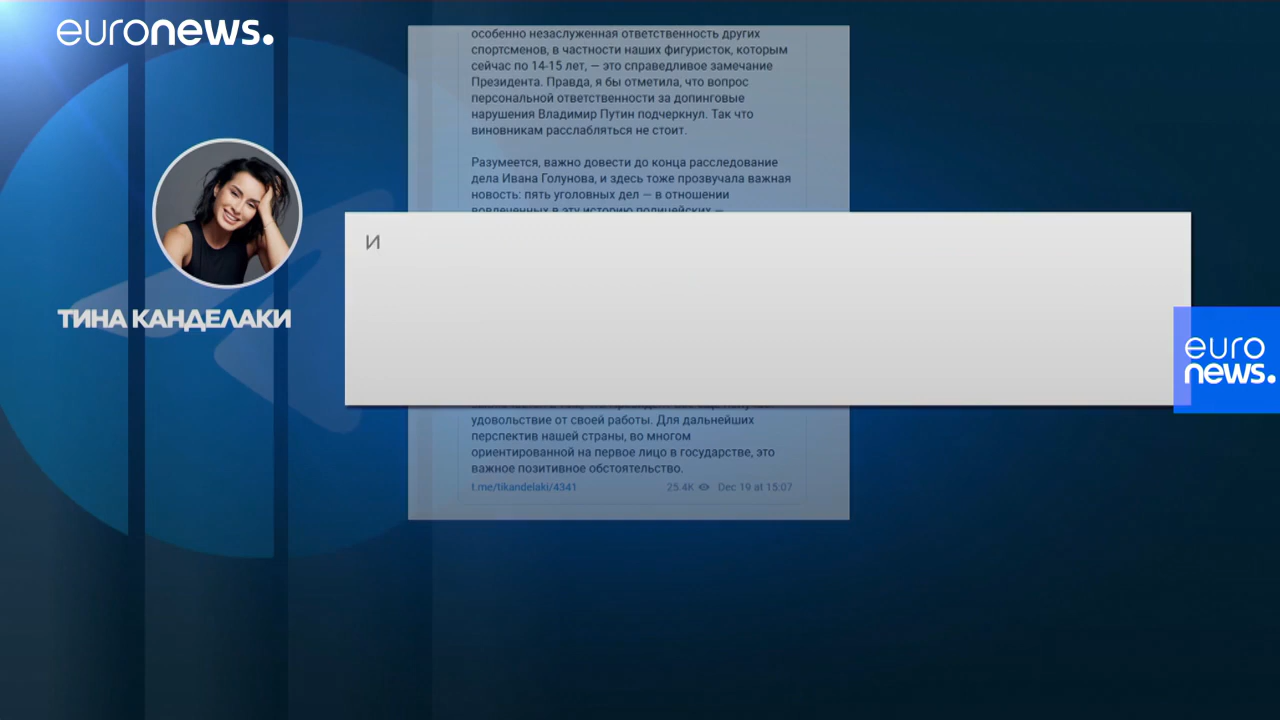 euronews.
особенно незаслуженная ответственность других
спортсменов, в частности наших фигуристок, которым
сейчас по 14-15 лет, — это справедливое замечание
Президента. Правда, я бы отметила, что вопрос
персональной ответственности за допинговые
нарушения Владимир Путин подчеркнул. Так что
виновникам расслабляться не стоит.
Разумеется, важно довести до конца расследование
дела Ивана Голунова, и здесь тоже прозвучала важная
новость: пять уголовных дел — в отношении
вовлеченных в эту историю полицейских —
И
ТИНА КАНДЕЛАКИ
euro
news.
удовольствие от своей работы. Для дальнейших
перспектив нашей страны, во многом
ориентированной на первое лицо в государстве, это
важное позитивное обстоятельство.
t.me/tikandelaki/4341 25.4K Dec 19 at 15:07